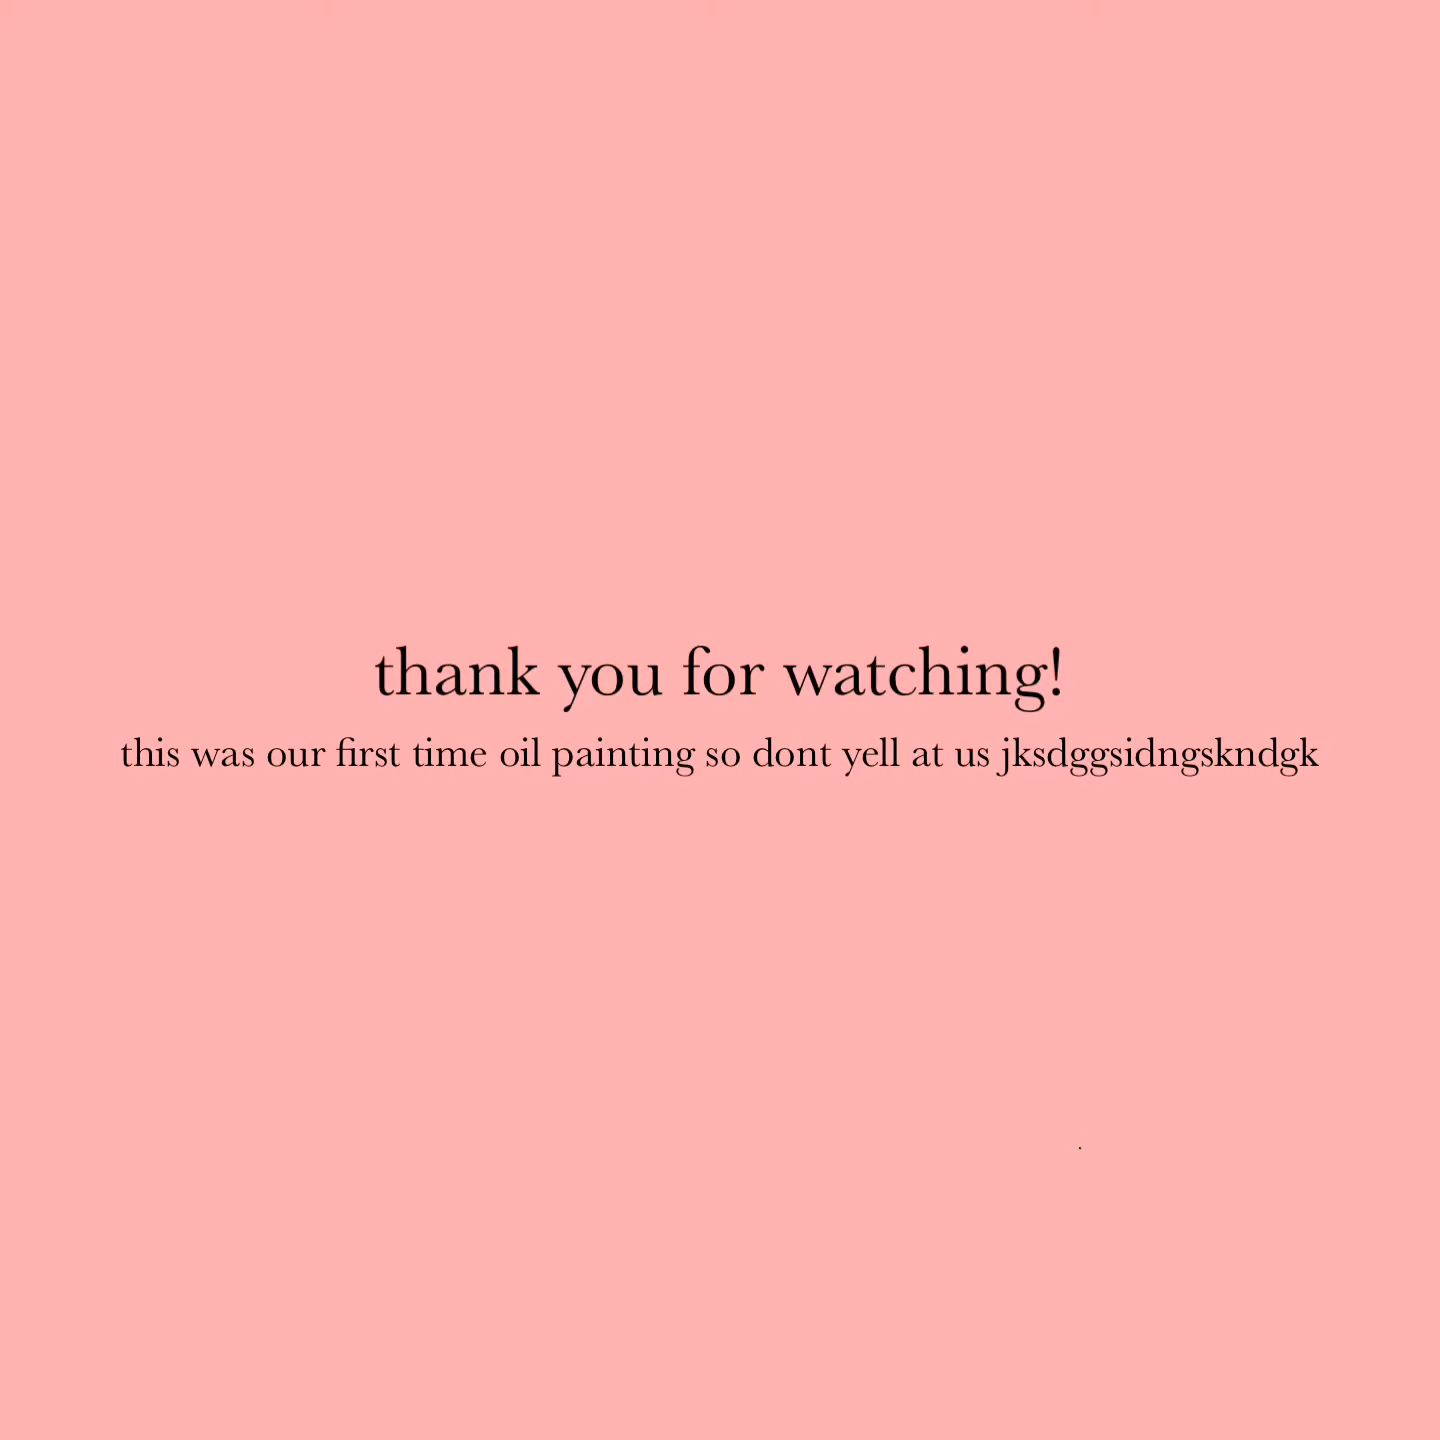 thank you for watching!
this was our first time oil painting so dont yell at us jksdggsidngskndgk
.